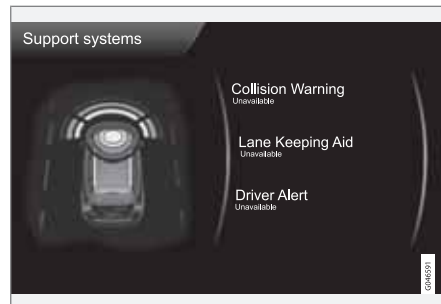 Support systems
Collision Warning
Unavailable
Lane Keeping Aid
Unavailable
Driver Alert
Unavailable
G046591